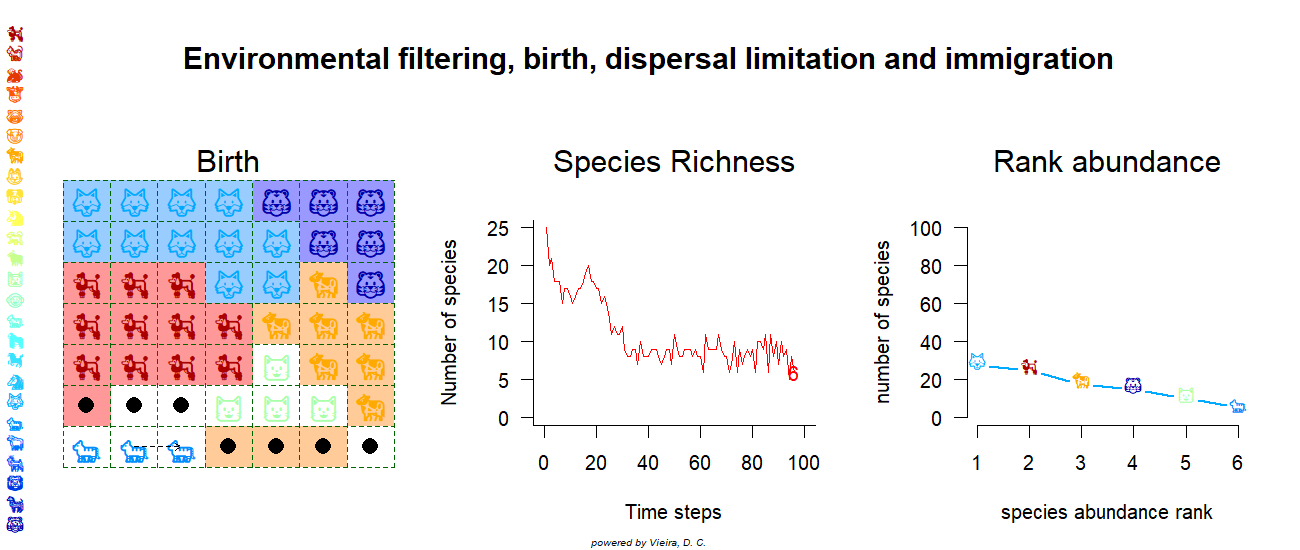 Environmental filtering, birth, dispersal limitation and immigration
Birth
Species Richness
Number of species
25
20
15
10
5
0
6
0 20 40 60 80 100
Time steps
Rank abundance
number of species
100
80
60
40
20
0
1 2 3 4 5 6
species abundance rank
powered by Vieira, D. C.